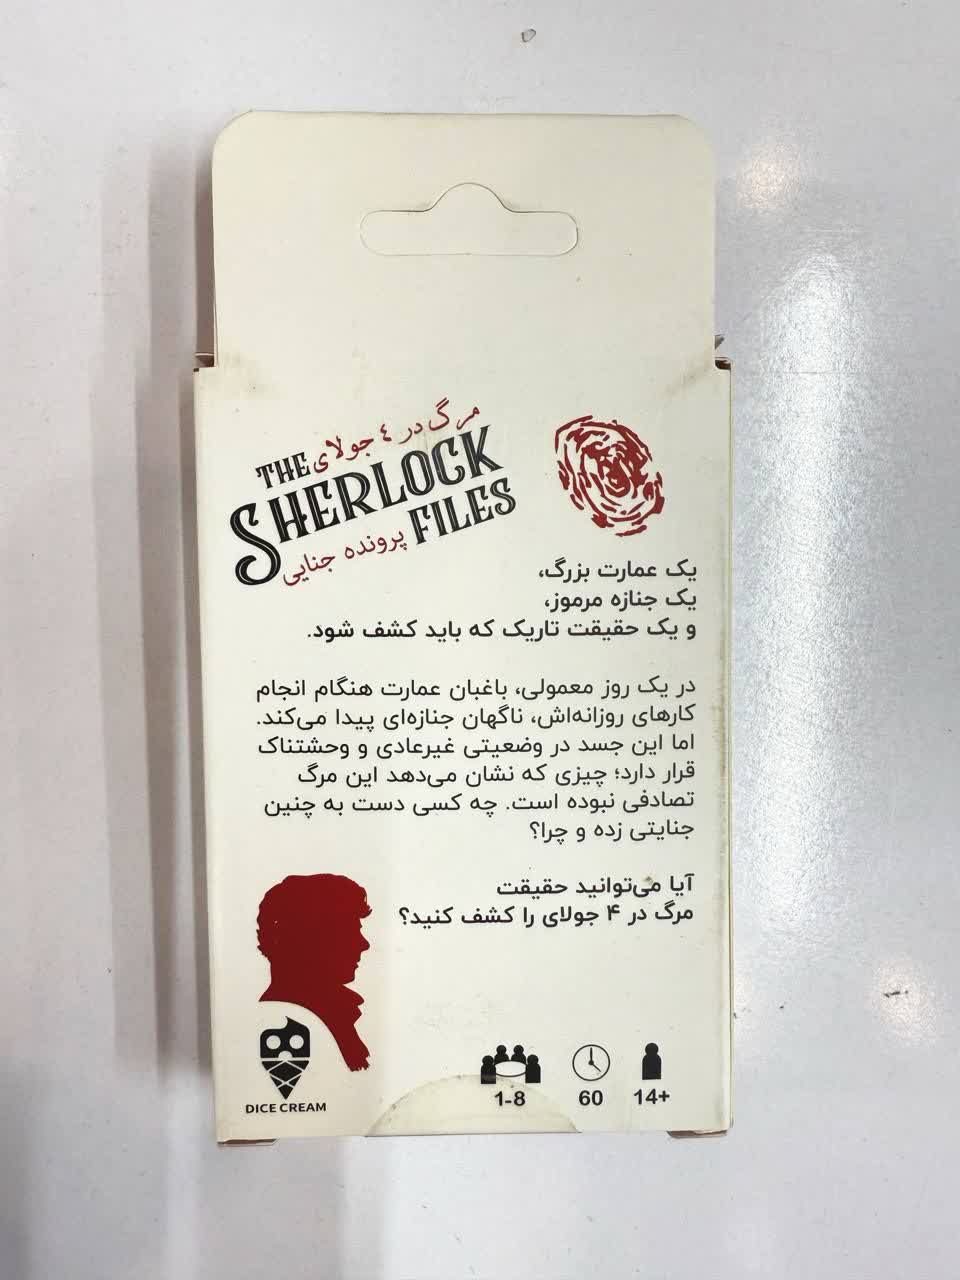 مرگ در ٤ جولای
THE
SHERLOCK
FILES
پرونده جنایی
یک عمارت بزرگ،
یک جنازه مرموز،
و یک حقیقت تاریک که باید کشف شود.
در یک روز معمولی، باغبان عمارت هنگام انجام
کارهای روزانه‌اش، ناگهان جنازه‌ای پیدا می‌کند.
اما این جسد در وضعیتی غیرعادی و وحشتناک
قرار دارد؛ چیزی که نشان می‌دهد این مرگ
تصادفی نبوده است. چه کسی دست به چنین
جنایتی زده و چرا؟
آیا می‌توانید حقیقت
مرگ در ۴ جولای را کشف کنید؟
1-8
60
14+
DICE CREAM